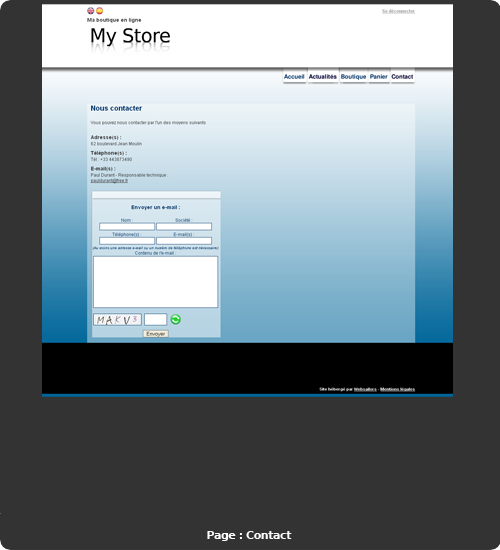 Se déconnecter
Ma boutique en ligne
My Store
Accueil Actualités Boutique Panier Contact
Nous contacter
Vous pouvez nous contacter par l'un des moyens suivants
Adresse(s) :
62 boulevard Jean Moulin
Téléphone(s) :
Tél : +33 443673498
E-mail(s) :
Paul Durant - Responsable technique :
pauldurant@free.fr
Envoyer un e-mail :
Nom : Société :
Téléphone(s) : E-mail(s) :
(Au moins une adresse e-mail ou un numéro de téléphone est nécessaire)
Contenu de l'e-mail :
MAKV3
Envoyer
Site hébergé par Websailors - Mentions légales
Page : Contact